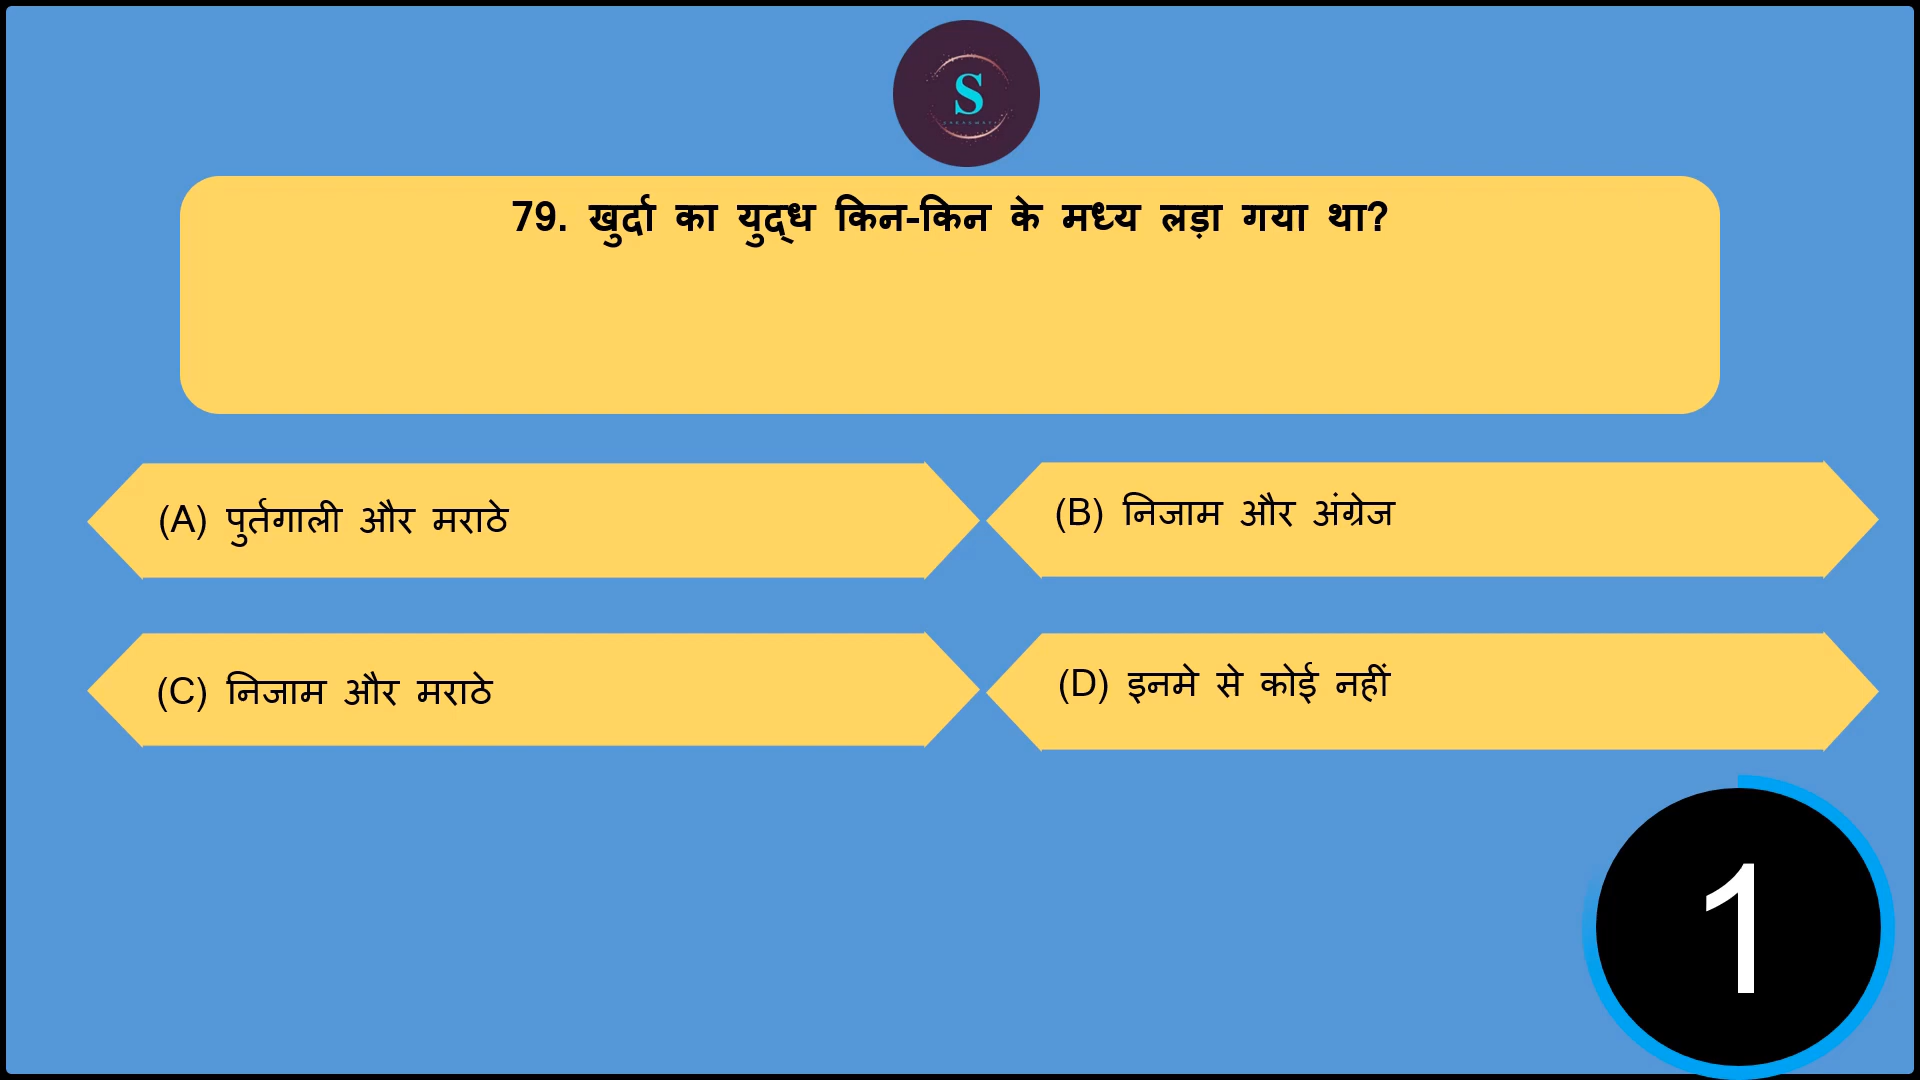 S
79. खुर्दा का युद्ध किन-किन के मध्य लड़ा गया था?
(A) पुर्तगाली और मराठे
(B) निजाम और अंग्रेज
(C) निजाम और मराठे
(D) इनमे से कोई नहीं
1